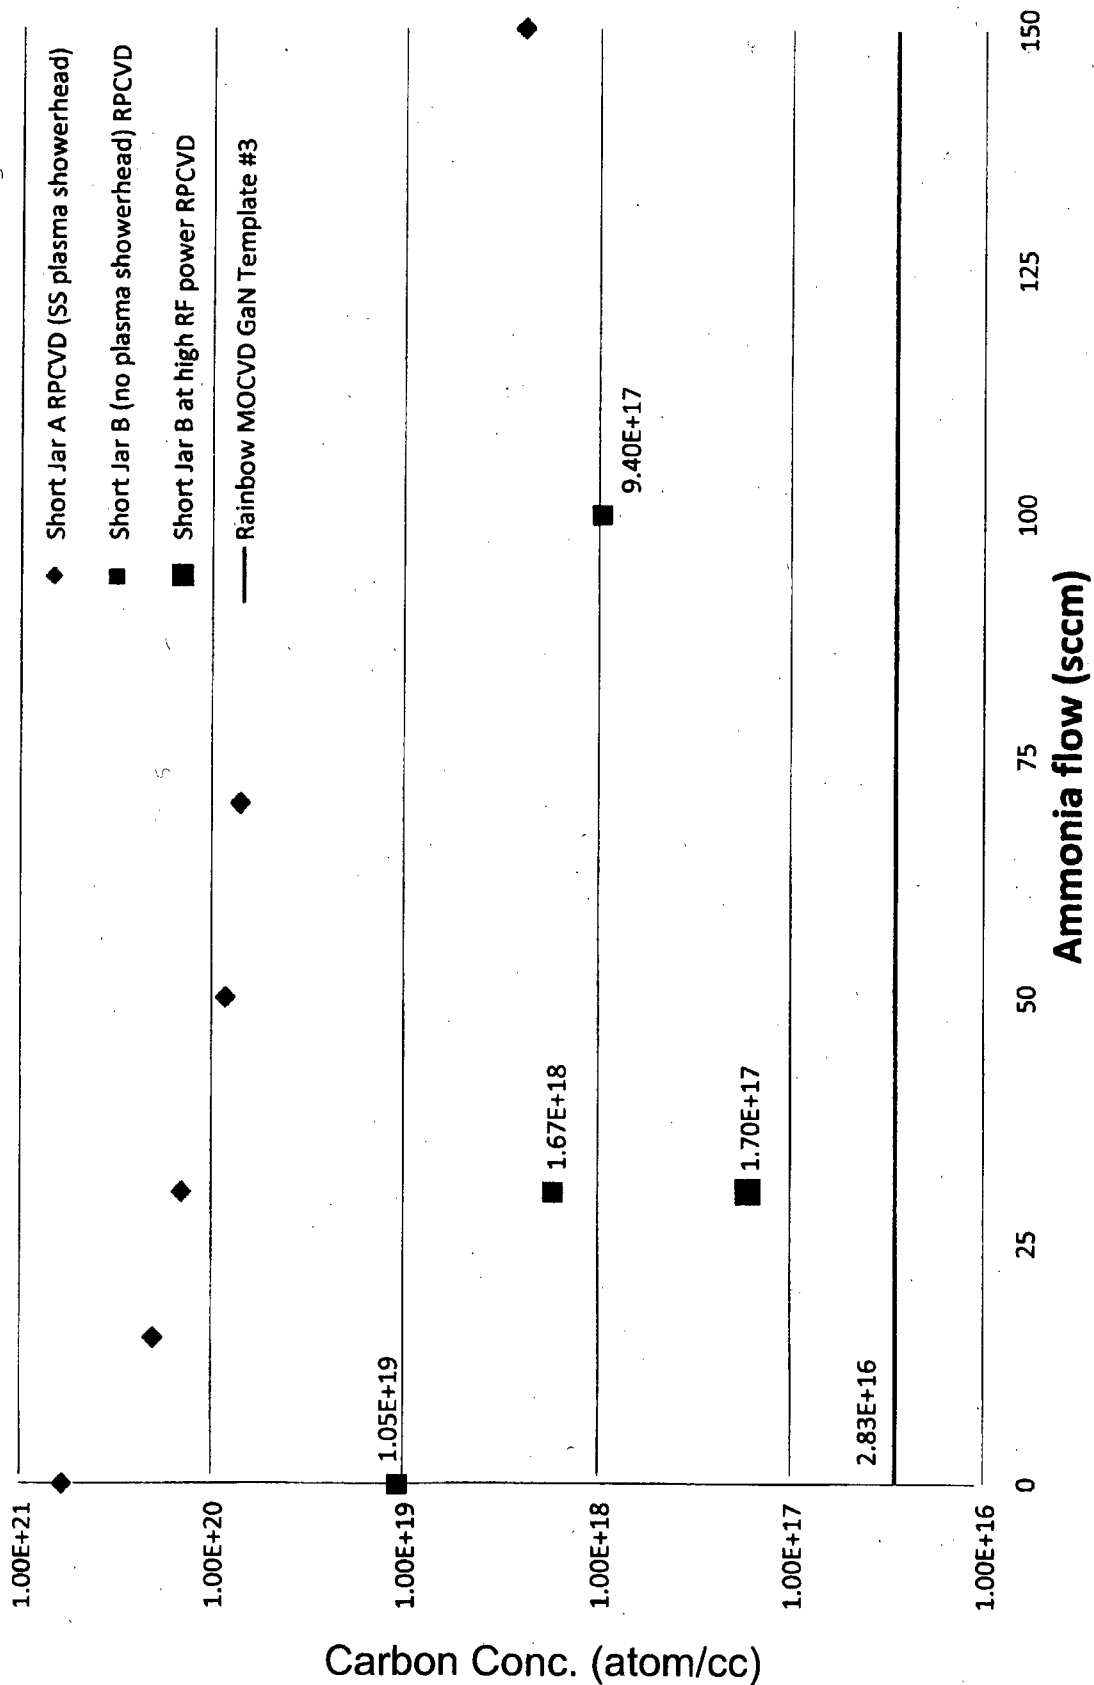 Carbon Conc. (atom/cc)
1.00E+21
1.00E+20
1.00E+19
1.00E+18
1.00E+17
1.00E+16
Short Jar A RPCVD (SS plasma showerhead)
Short Jar B (no plasma showerhead) RPCVD
Short Jar B at high RF power RPCVD
Rainbow MOCVD GaN Template #3
1.05E+19
1.67E+18
9.40E+17
1.70E+17
2.83E+16
0
25
50
75
100
125
150
Ammonia flow (sccm)